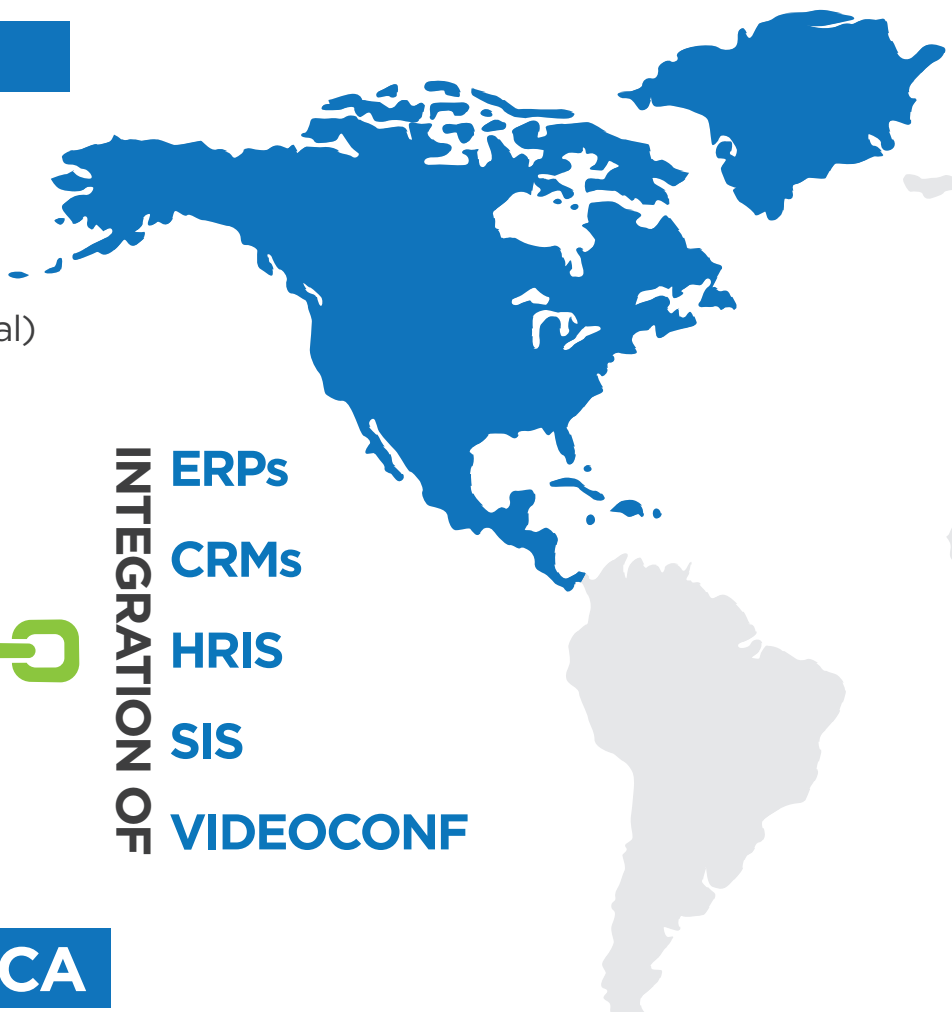 al)
INTEGRATION OF
ERPs
CRMs
HRIS
SIS
VIDEOCONF
CA